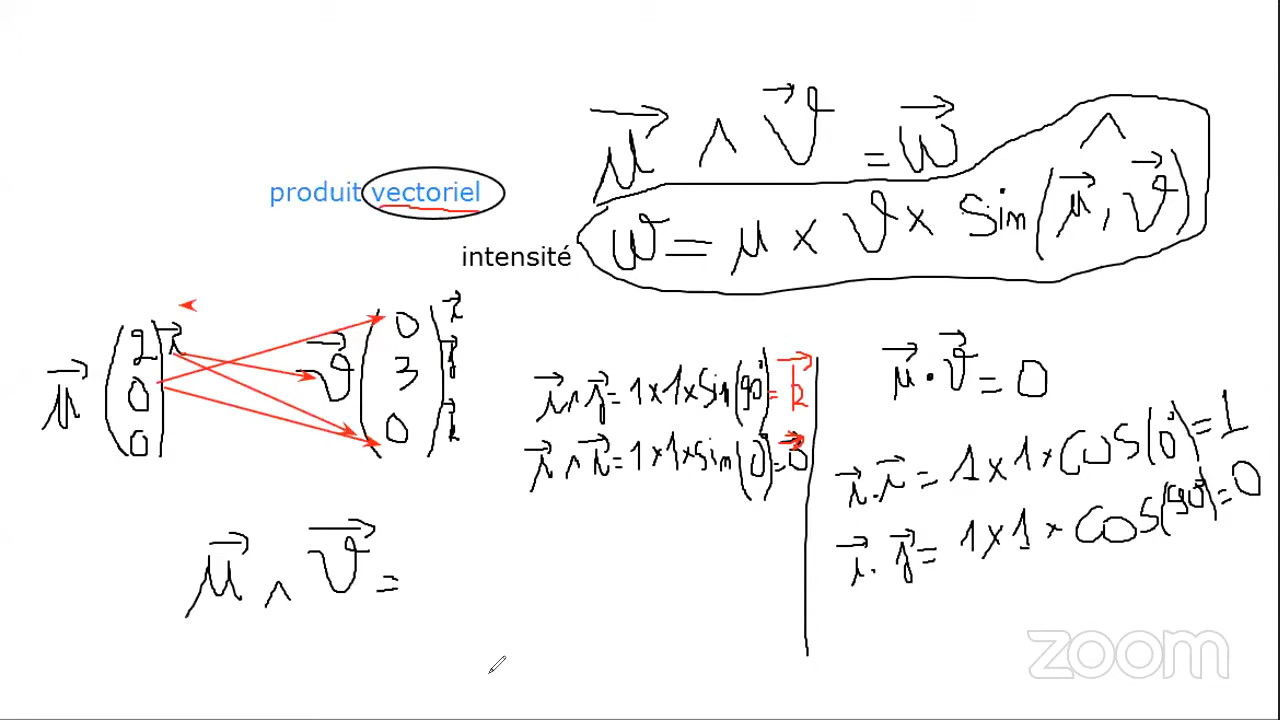 μ⃗ ∧ v⃗ = w⃗
produit vectoriel
intensité w = μ × v × sin(μ⃗, v⃗)
μ⃗ (2 0 0) i⃗
v⃗ (0 3 0) i⃗ j⃗ k⃗
i⃗ ∧ j⃗ = 1 × 1 × sin(90°) = k⃗
i⃗ ∧ i⃗ = 1 × 1 × sin(0°) = 0⃗
μ⃗ ∧ v⃗ =
μ⃗ · v⃗ = 0
i⃗ . i⃗ = 1 × 1 × cos(0°) = 1
i⃗ . j⃗ = 1 × 1 × cos(90°) = 0
zoom